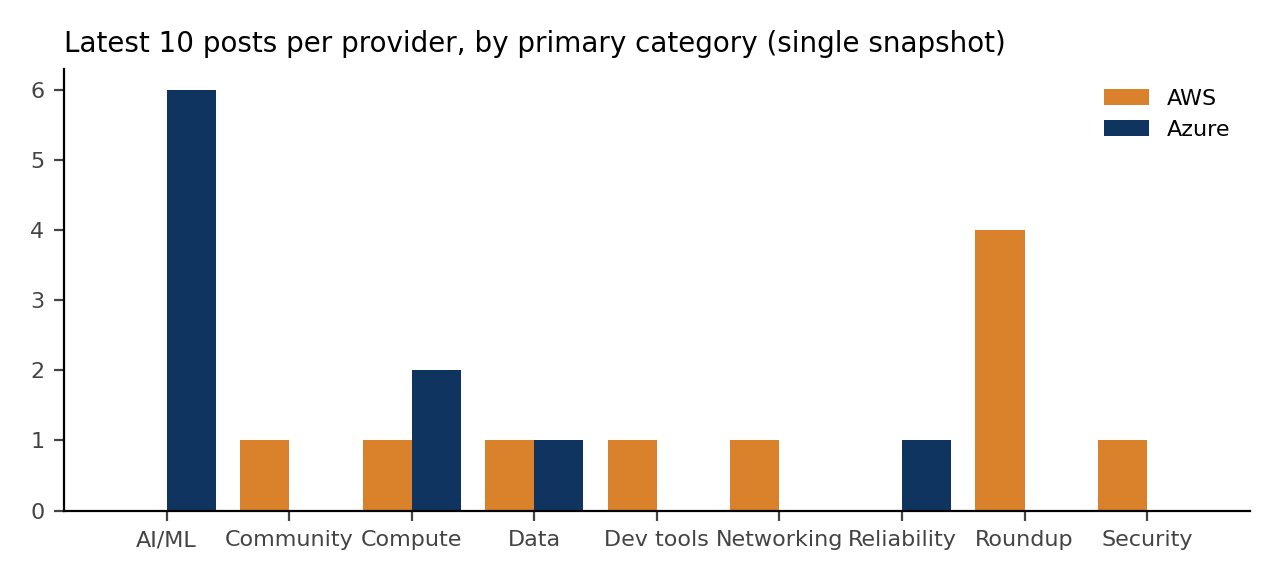 Latest 10 posts per provider, by primary category (single snapshot)
AWS
Azure
6
5
4
3
2
1
0
AI/ML Community Compute Data Dev tools Networking Reliability Roundup Security